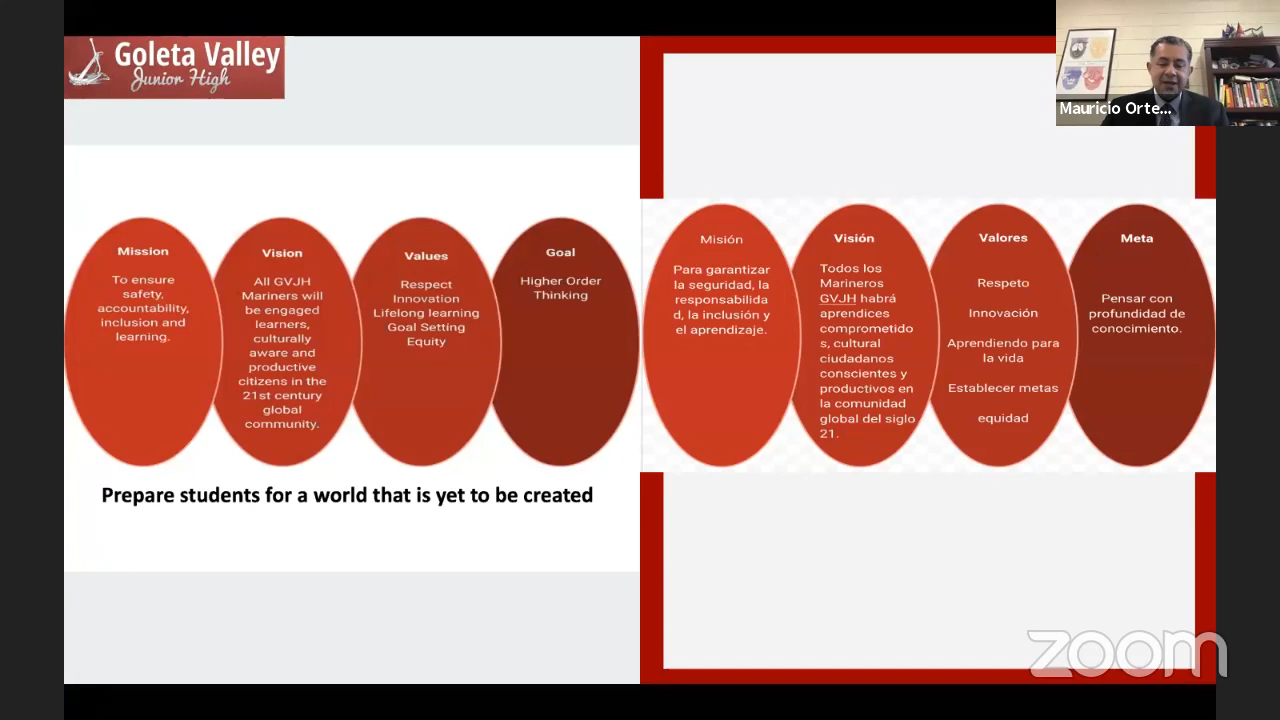 Goleta Valley
Junior High
Mission
To ensure
safety,
accountability,
inclusion and
learning.
Vision
All GVJH
Mariners will
be engaged
learners,
culturally
aware and
productive
citizens in the
21st century
global
community.
Values
Respect
Innovation
Lifelong learning
Goal Setting
Equity
Goal
Higher Order
Thinking
Prepare students for a world that is yet to be created
Misión
Para garantizar
la seguridad, la
responsabilida
d, la inclusión y
el aprendizaje.
Visión
Todos los
Marineros
GVJH habrá
aprendices
comprometido
s, cultural
ciudadanos
conscientes y
productivos en
la comunidad
global del siglo
21.
Valores
Respeto
Innovación
Aprendiendo para
la vida
Establecer metas
equidad
Meta
Pensar con
profundidad de
conocimiento.
Mauricio Orte...
zoom